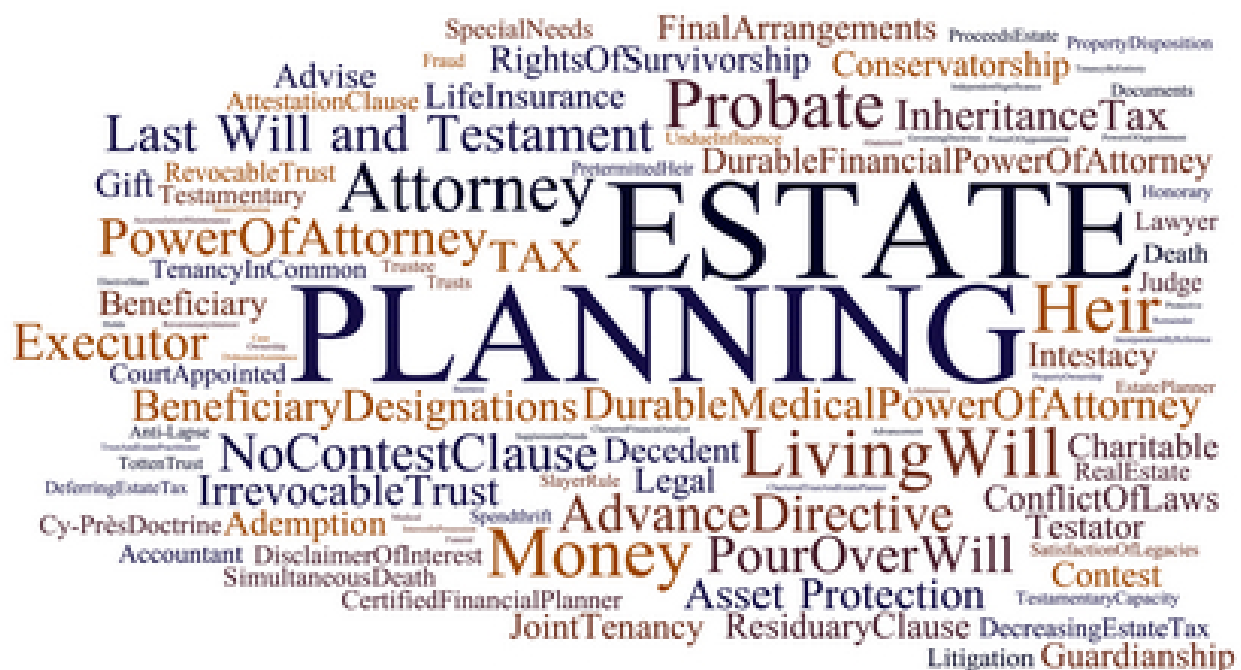 SpecialNeeds FinalArrangements ProceedsEstate PropertyDisposition
Fraud RightsOfSurvivorship Conservatorship
Advise
AttestationClause LifeInsurance Probate InheritanceTax Documents
Last Will and Testament UndueInfluence
Gift RevocableTrust Attorney PretermittedHeir DurableFinancialPowerOfAttorney
Testamentary ESTATE Honorary
PowerOfAttorney TAX Lawyer
TenancyInCommon Trustee Death
Trusts Judge
Beneficiary PLANNING Heir
Executor Intestacy
CourtAppointed EstatePlanner
BeneficiaryDesignations DurableMedicalPowerOfAttorney
Anti-Lapse NoContestClause Decedent LivingWill Charitable
TottenTrust RealEstate
DeferringEstateTax IrrevocableTrust SlayerRule Legal ConflictOfLaws
Cy-PrèsDoctrine Ademption Spendthrift AdvanceDirective Testator
Accountant DisclaimerOfInterest Money PourOverWill SatisfactionOfLegacies
SimultaneousDeath Contest
CertifiedFinancialPlanner Asset Protection TestamentaryCapacity
JointTenancy ResiduaryClause DecreasingEstateTax
Litigation Guardianship